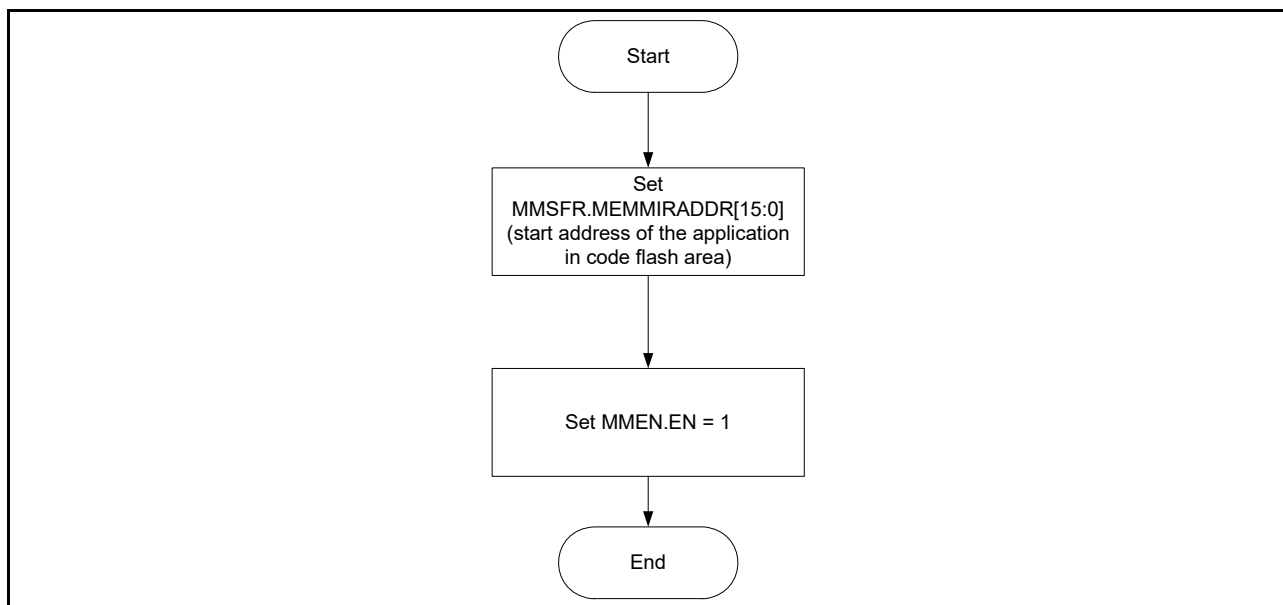 Start
Set
MMSFR.MEMMIRADDR[15:0]
(start address of the application
in code flash area)
Set MMEN.EN = 1
End